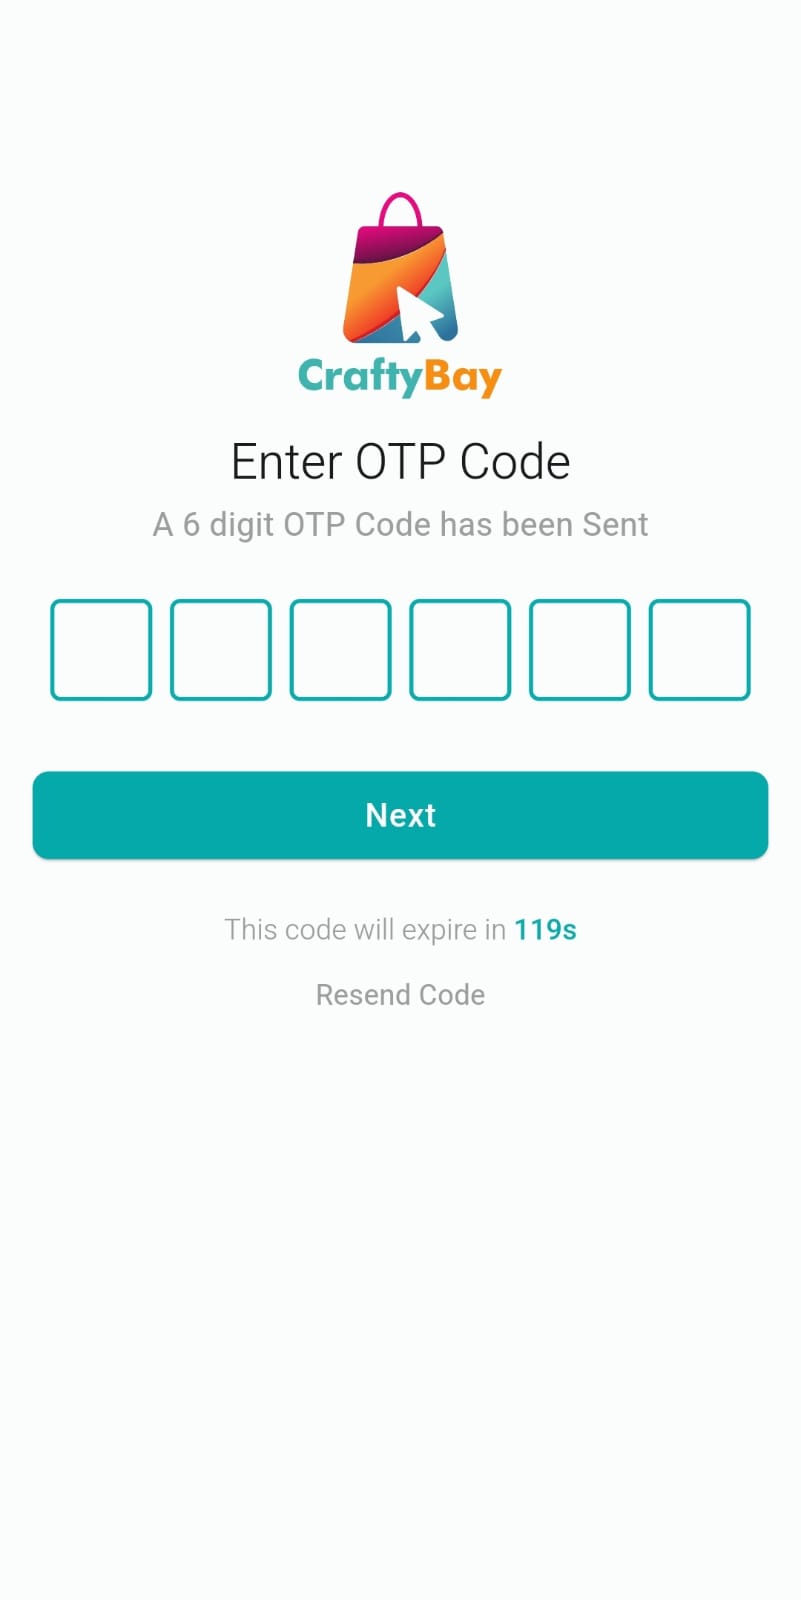 CraftyBay
Enter OTP Code
A 6 digit OTP Code has been Sent
Next
This code will expire in 119s
Resend Code